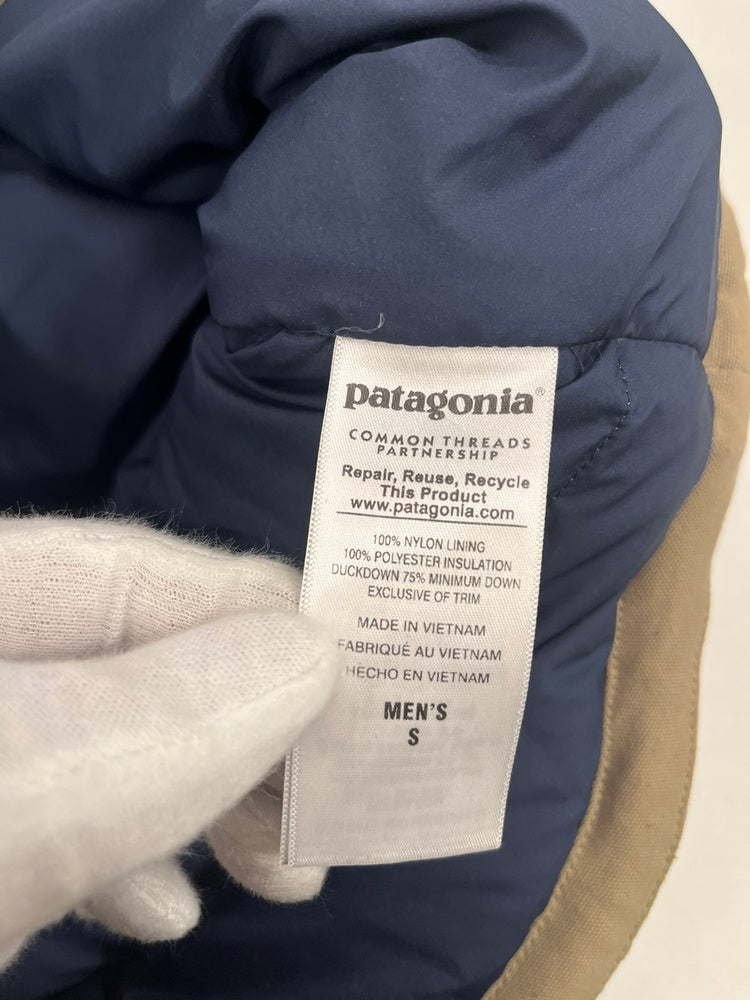 patagonia®
COMMON THREADS
PARTNERSHIP
Repair, Reuse, Recycle
This Product
www.patagonia.com
100% NYLON LINING
100% POLYESTER INSULATION
DUCKDOWN 75% MINIMUM DOWN
EXCLUSIVE OF TRIM
MADE IN VIETNAM
FABRIQUÉ AU VIETNAM
HECHO EN VIETNAM
MEN'S
S